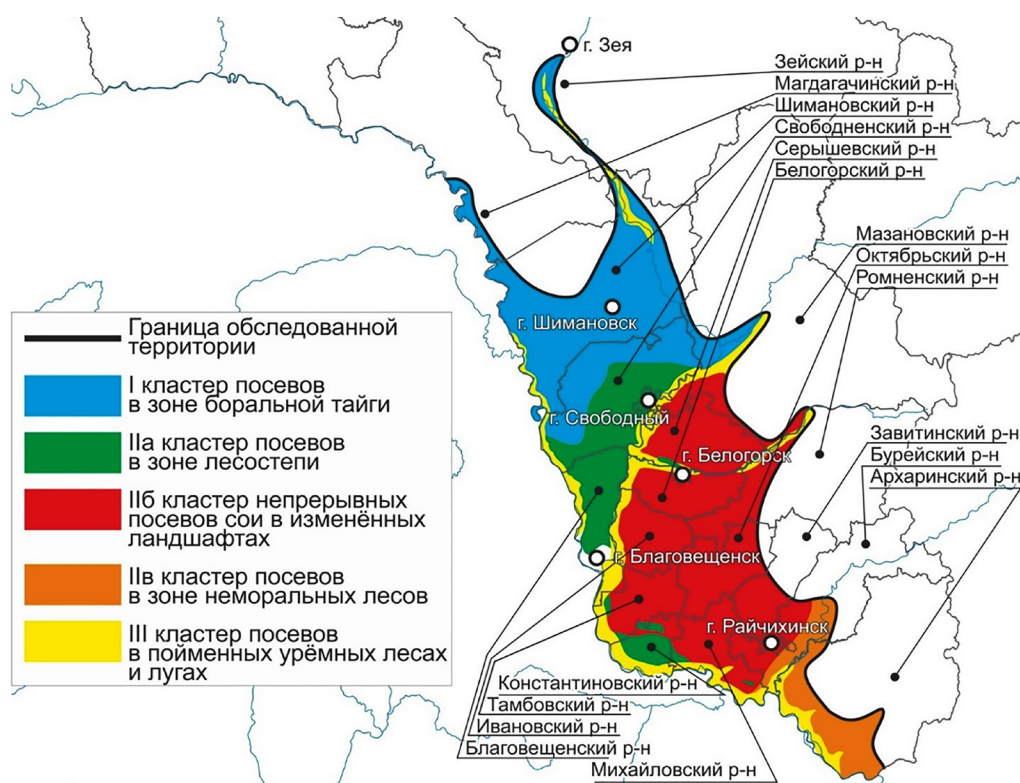 г. Зея
Зейский р-н
Магдагачинский р-н
Шимановский р-н
Свободненский р-н
Серышевский р-н
Белогорский р-н
Мазановский р-н
Октябрьский р-н
Ромненский р-н
Граница обследованной
территории
I кластер посевов
в зоне боральной тайги
IIа кластер посевов
в зоне лесостепи
IIб кластер непрерывных
посевов сои в изменённых
ландшафтах
IIв кластер посевов
в зоне неморальных лесов
III кластер посевов
в пойменных урёмных лесах
и лугах
г. Шимановск
г. Свободный
г. Белогорск
Завитинский р-н
Бурейский р-н
Архаринский р-н
г. Благовещенск
г. Райчихинск
Константиновский р-н
Тамбовский р-н
Ивановский р-н
Благовещенский р-н
Михайловский р-н